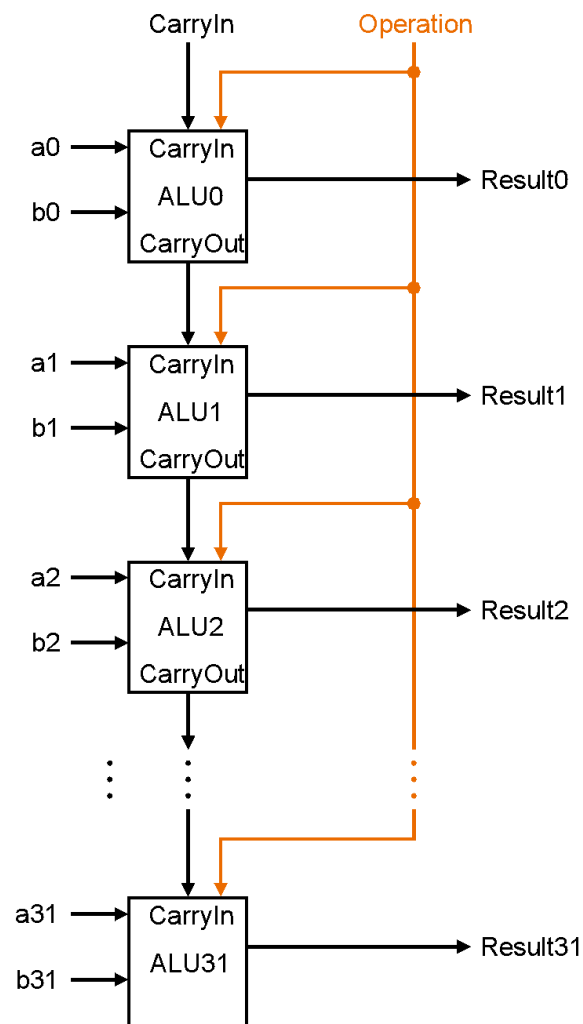 CarryIn Operation
a0 CarryIn
ALU0 Result0
b0
CarryOut
a1 CarryIn
ALU1 Result1
b1
CarryOut
a2 CarryIn
ALU2 Result2
b2
CarryOut
a31 CarryIn
ALU31 Result31
b31